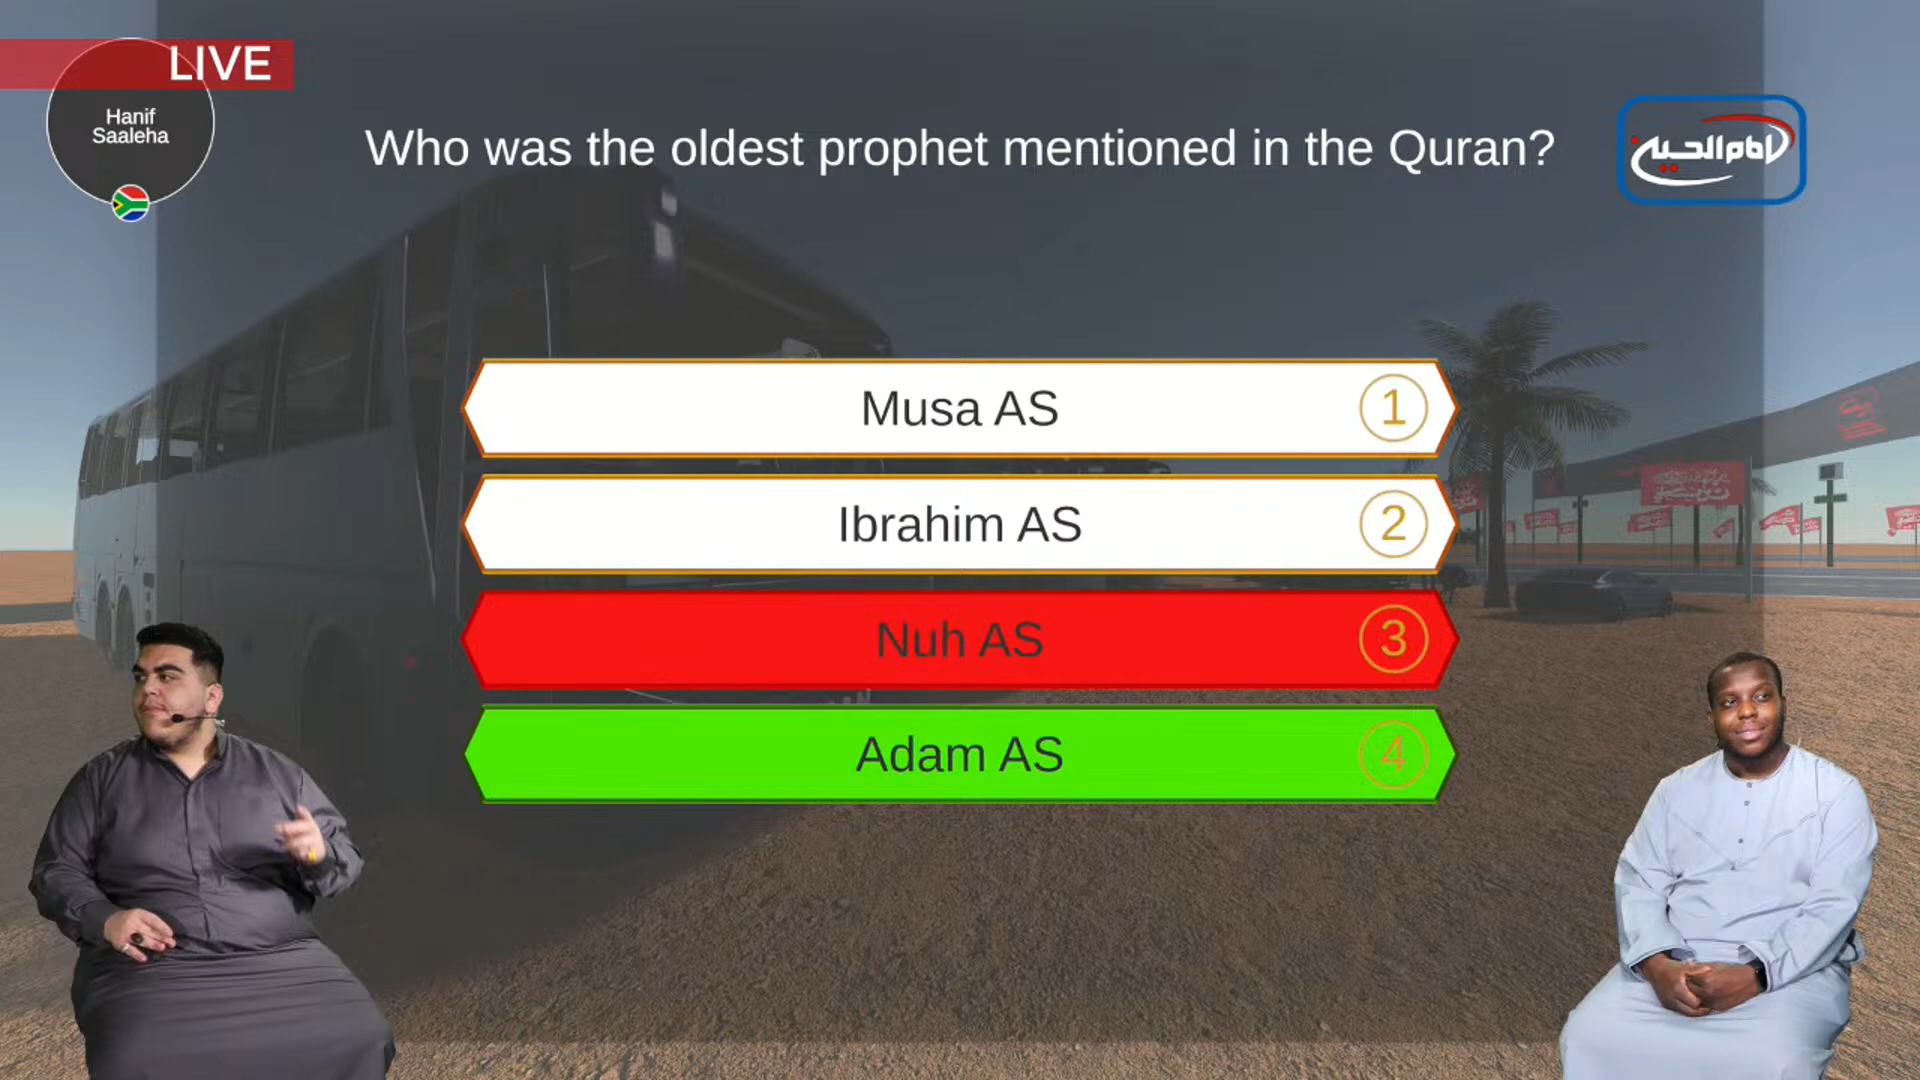 LIVE
Hanif
Saaleha
Who was the oldest prophet mentioned in the Quran?
Musa AS
1
Ibrahim AS
2
Nuh AS
3
Adam AS
4